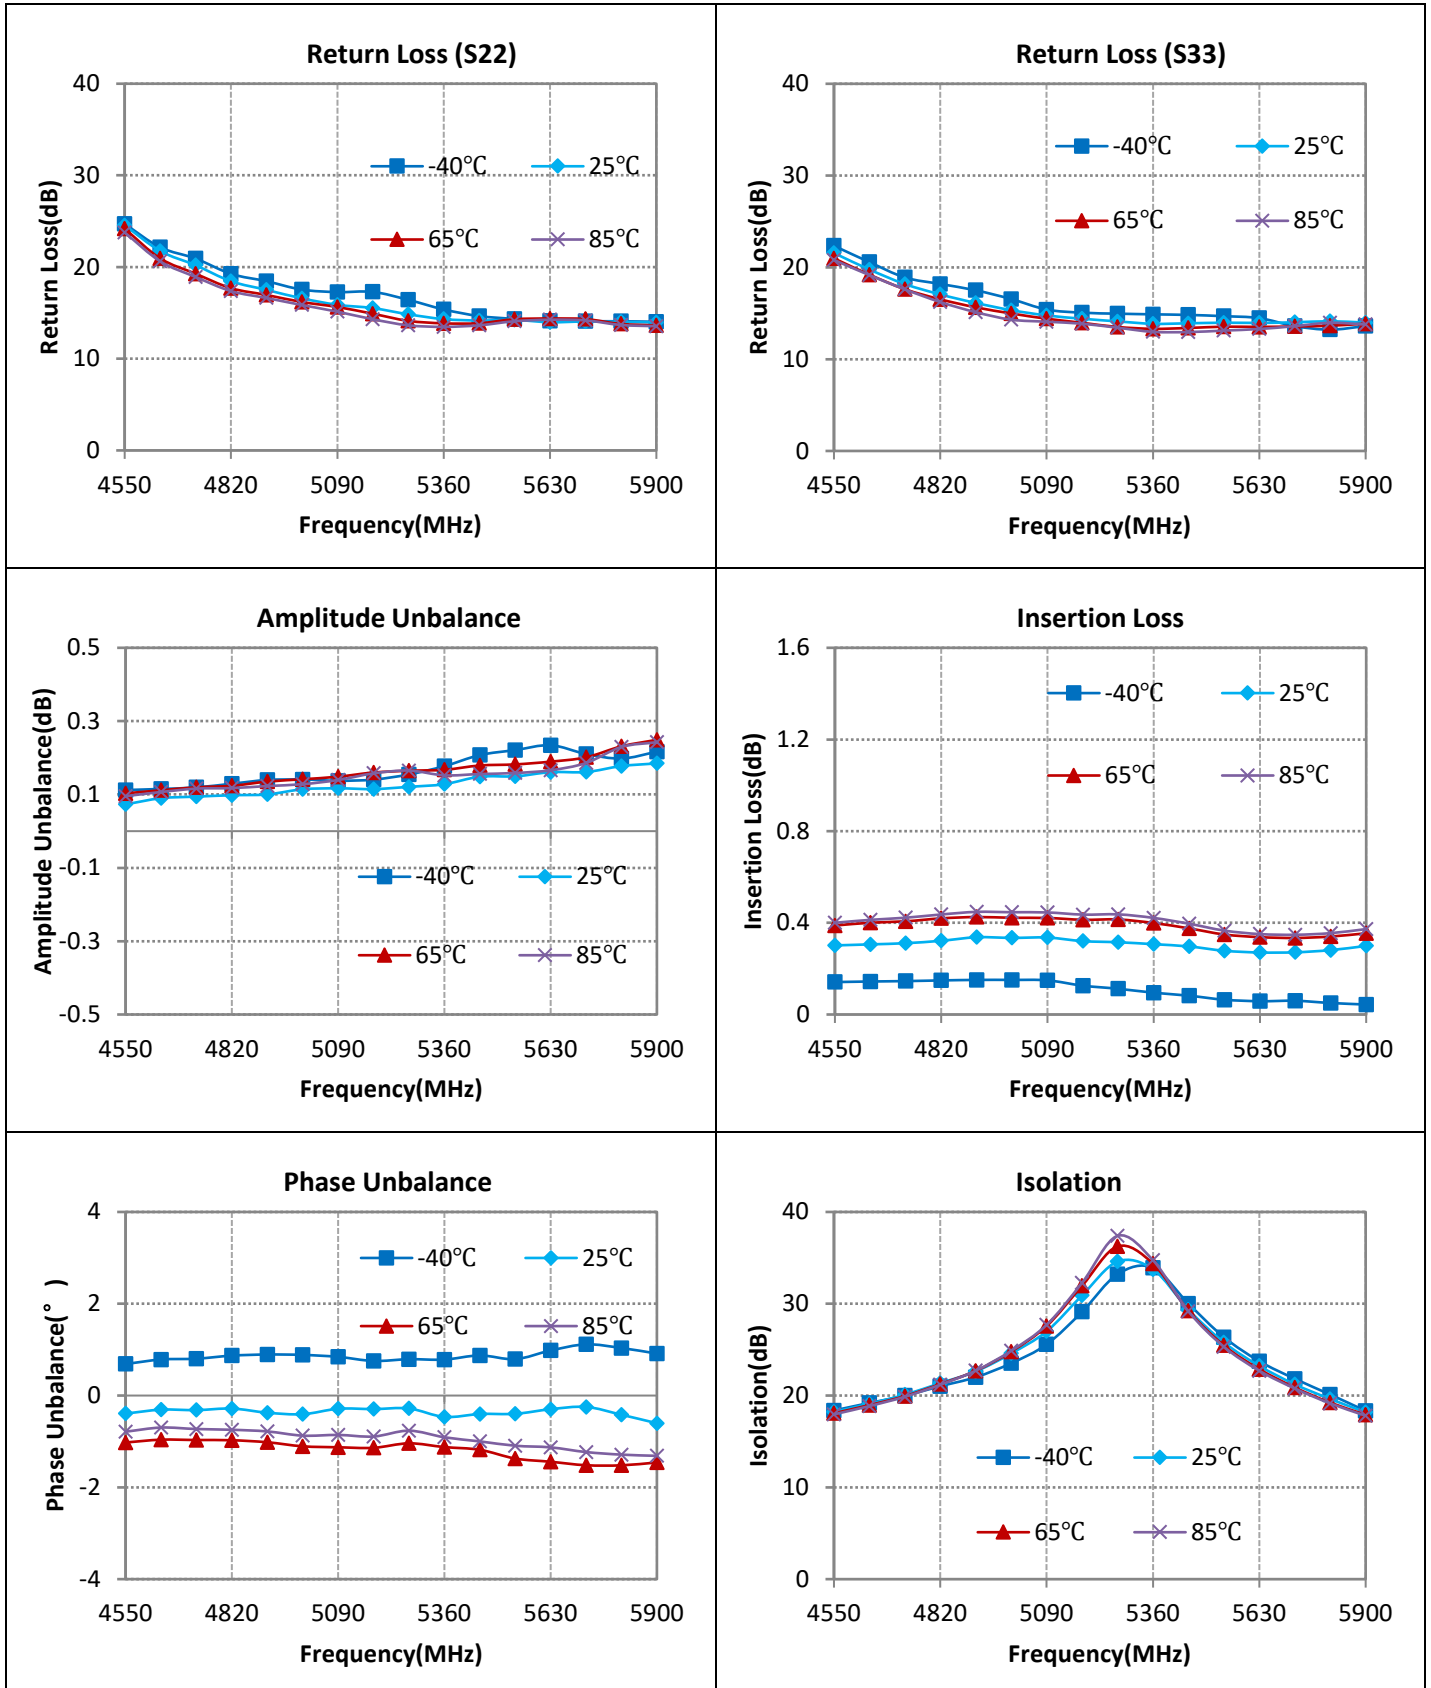 Return Loss (S22)
40
30
20
10
0
Return Loss(dB)
-40℃ 25℃
65℃ 85℃
4550 4820 5090 5360 5630 5900
Frequency(MHz)
Return Loss (S33)
40
30
20
10
0
Return Loss(dB)
-40℃ 25℃
65℃ 85℃
4550 4820 5090 5360 5630 5900
Frequency(MHz)
Amplitude Unbalance
0.5
0.3
0.1
-0.1
-0.3
-0.5
Amplitude Unbalance(dB)
-40℃ 25℃
65℃ 85℃
4550 4820 5090 5360 5630 5900
Frequency(MHz)
Insertion Loss
1.6
1.2
0.8
0.4
0
Insertion Loss(dB)
-40℃ 25℃
65℃ 85℃
4550 4820 5090 5360 5630 5900
Frequency(MHz)
Phase Unbalance
4
2
0
-2
-4
Phase Unbalance(° )
-40℃ 25℃
65℃ 85℃
4550 4820 5090 5360 5630 5900
Frequency(MHz)
Isolation
40
30
20
10
0
Isolation(dB)
-40℃ 25℃
65℃ 85℃
4550 4820 5090 5360 5630 5900
Frequency(MHz)